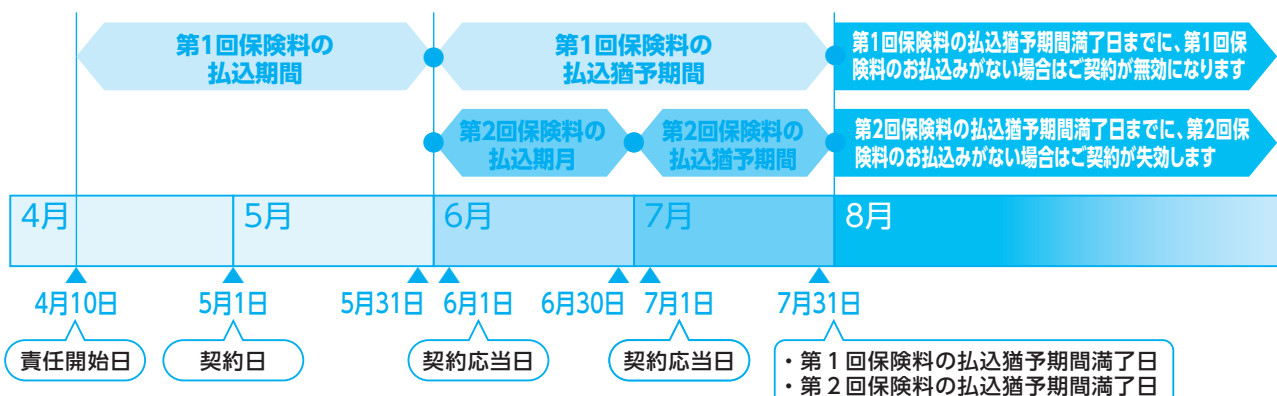 第1回保険料の
払込期間
第1回保険料の
払込猶予期間
第1回保険料の払込猶予期間満了日までに、第1回保
険料のお払込みがない場合はご契約が無効になります
第2回保険料の
払込期月
第2回保険料の
払込猶予期間
第2回保険料の払込猶予期間満了日までに、第2回保
険料のお払込みがない場合はご契約が失効します
4月
5月
6月
7月
8月
4月10日
5月1日
5月31日
6月1日
6月30日
7月1日
7月31日
責任開始日
契約日
契約応当日
契約応当日
・第1回保険料の払込猶予期間満了日
・第2回保険料の払込猶予期間満了日